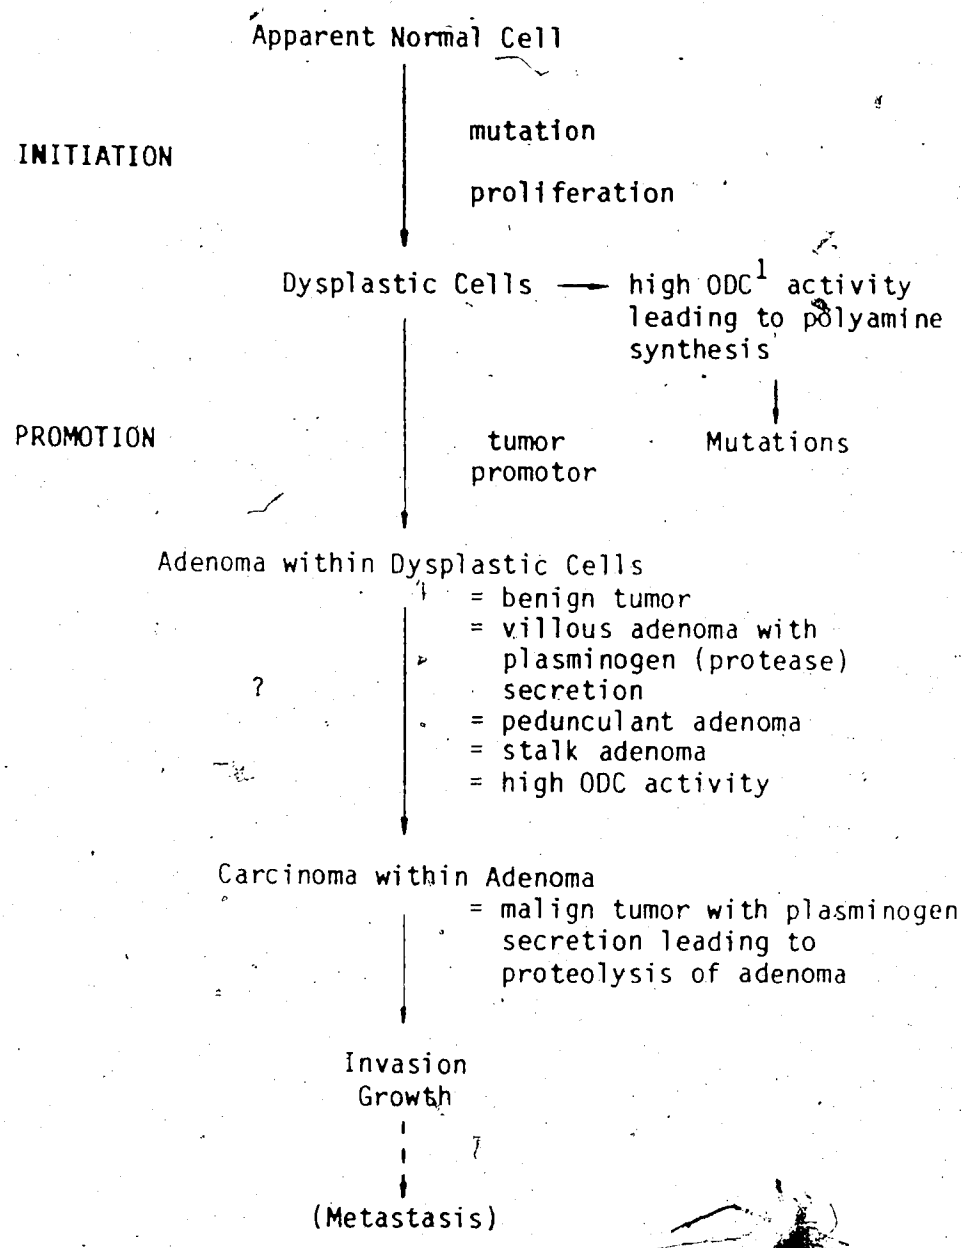 Apparent Normal Cell
INITIATION
mutation
proliferation
Dysplastic Cells
high ODC¹ activity
leading to polyamine
synthesis
PROMOTION
tumor
promotor
Mutations
Adenoma within Dysplastic Cells
= benign tumor
= villous adenoma with
plasminogen (protease)
secretion
?
= pedunculant adenoma
= stalk adenoma
= high ODC activity
Carcinoma within Adenoma
= malign tumor with plasminogen
secretion leading to
proteolysis of adenoma
Invasion
Growth
(Metastasis)